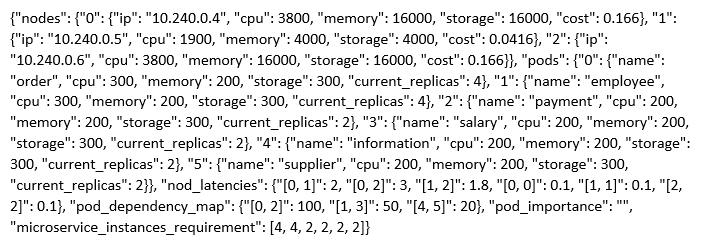 {"nodes": {"0": {"ip": "10.240.0.4", "cpu": 3800, "memory": 16000, "storage": 16000, "cost": 0.166}, "1":
{"ip": "10.240.0.5", "cpu": 1900, "memory": 4000, "storage": 4000, "cost": 0.0416}, "2": {"ip":
"10.240.0.6", "cpu": 3800, "memory": 16000, "storage": 16000, "cost": 0.166}}, "pods": {"0": {"name":
"order", "cpu": 300, "memory": 200, "storage": 300, "current_replicas": 4}, "1": {"name": "employee",
"cpu": 300, "memory": 200, "storage": 300, "current_replicas": 4}, "2": {"name": "payment", "cpu": 200,
"memory": 200, "storage": 300, "current_replicas": 2}, "3": {"name": "salary", "cpu": 200, "memory": 200,
"storage": 300, "current_replicas": 2}, "4": {"name": "information", "cpu": 200, "memory": 200, "storage":
300, "current_replicas": 2}, "5": {"name": "supplier", "cpu": 200, "memory": 200, "storage": 300,
"current_replicas": 2}}, "nod_latencies": {"[0, 1]": 2, "[0, 2]": 3, "[1, 2]": 1.8, "[0, 0]": 0.1, "[1, 1]": 0.1, "[2,
2]": 0.1}, "pod_dependency_map": {"[0, 2]": 100, "[1, 3]": 50, "[4, 5]": 20}, "pod_importance": "",
"microservice_instances_requirement": [4, 4, 2, 2, 2, 2]}